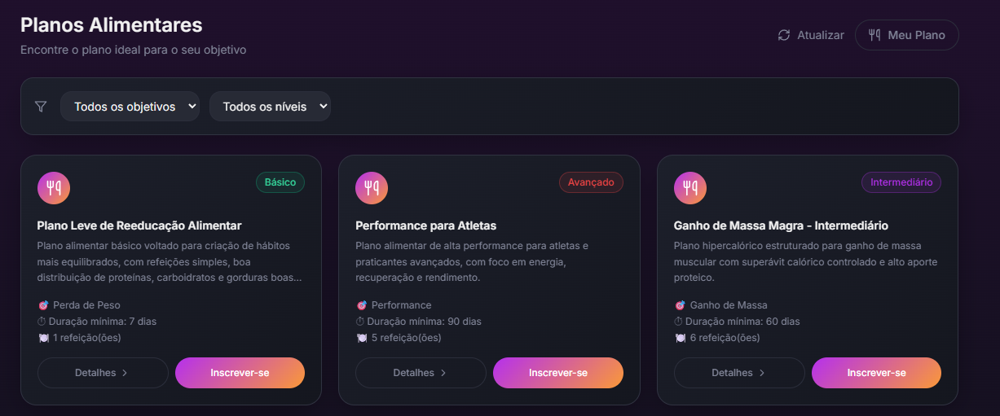 Planos Alimentares
Encontre o plano ideal para o seu objetivo
Atualizar
Meu Plano
Todos os objetivos
Todos os níveis
Básico
Plano Leve de Reeducação Alimentar
Plano alimentar básico voltado para criação de hábitos
mais equilibrados, com refeições simples, boa
distribuição de proteínas, carboidratos e gorduras boas...
Perda de Peso
Duração mínima: 7 dias
1 refeição(ões)
Detalhes
Inscrever-se
Avançado
Performance para Atletas
Plano alimentar de alta performance para atletas e
praticantes avançados, com foco em energia,
recuperação e rendimento.
Performance
Duração mínima: 90 dias
5 refeição(ões)
Detalhes
Inscrever-se
Intermediário
Ganho de Massa Magra - Intermediário
Plano hipercalórico estruturado para ganho de massa
muscular com superávit calórico controlado e alto aporte
proteico.
Ganho de Massa
Duração mínima: 60 dias
6 refeição(ões)
Detalhes
Inscrever-se